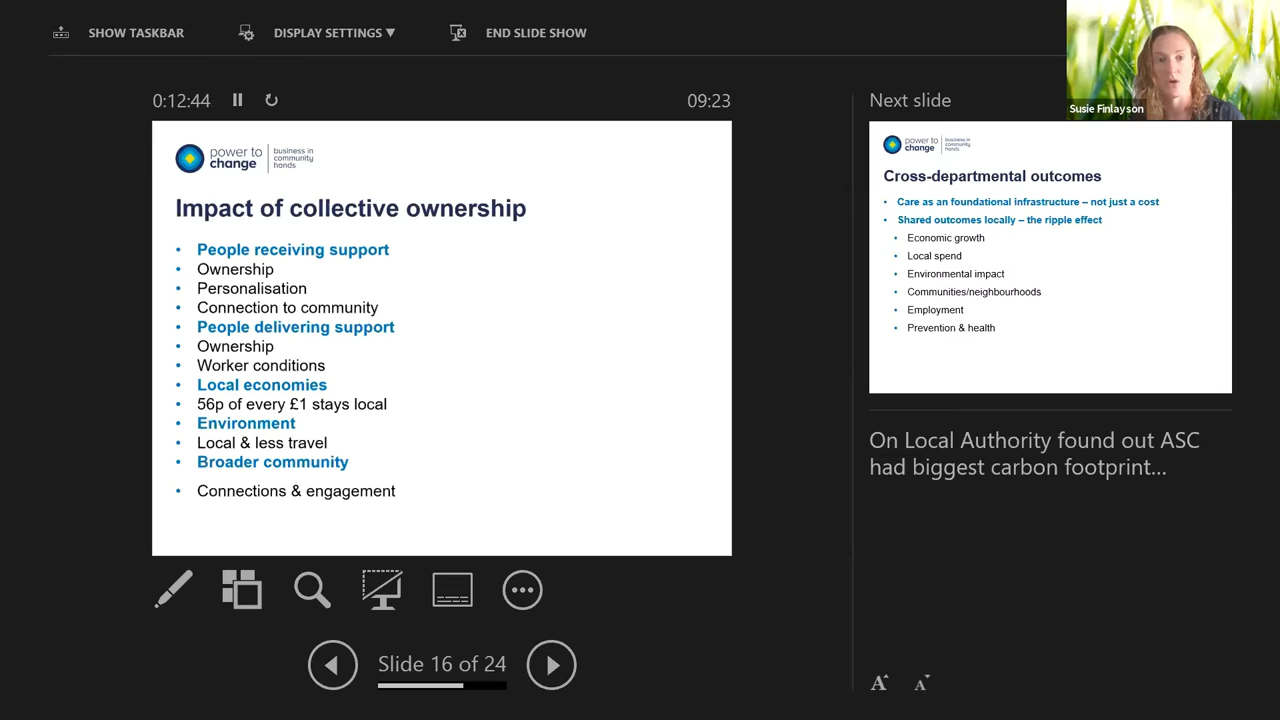 SHOW TASKBAR
DISPLAY SETTINGS ▼
END SLIDE SHOW
Susie Finlayson
0:12:44
09:23
power to change
business in community hands
Impact of collective ownership
• People receiving support
• Ownership
• Personalisation
• Connection to community
• People delivering support
• Ownership
• Worker conditions
• Local economies
• 56p of every £1 stays local
• Environment
• Local & less travel
• Broader community
• Connections & engagement
Slide 16 of 24
Next slide
power to change
business in community hands
Cross-departmental outcomes
• Care as an foundational infrastructure – not just a cost
• Shared outcomes locally – the ripple effect
• Economic growth
• Local spend
• Environmental impact
• Communities/neighbourhoods
• Employment
• Prevention & health
On Local Authority found out ASC
had biggest carbon footprint...
A A